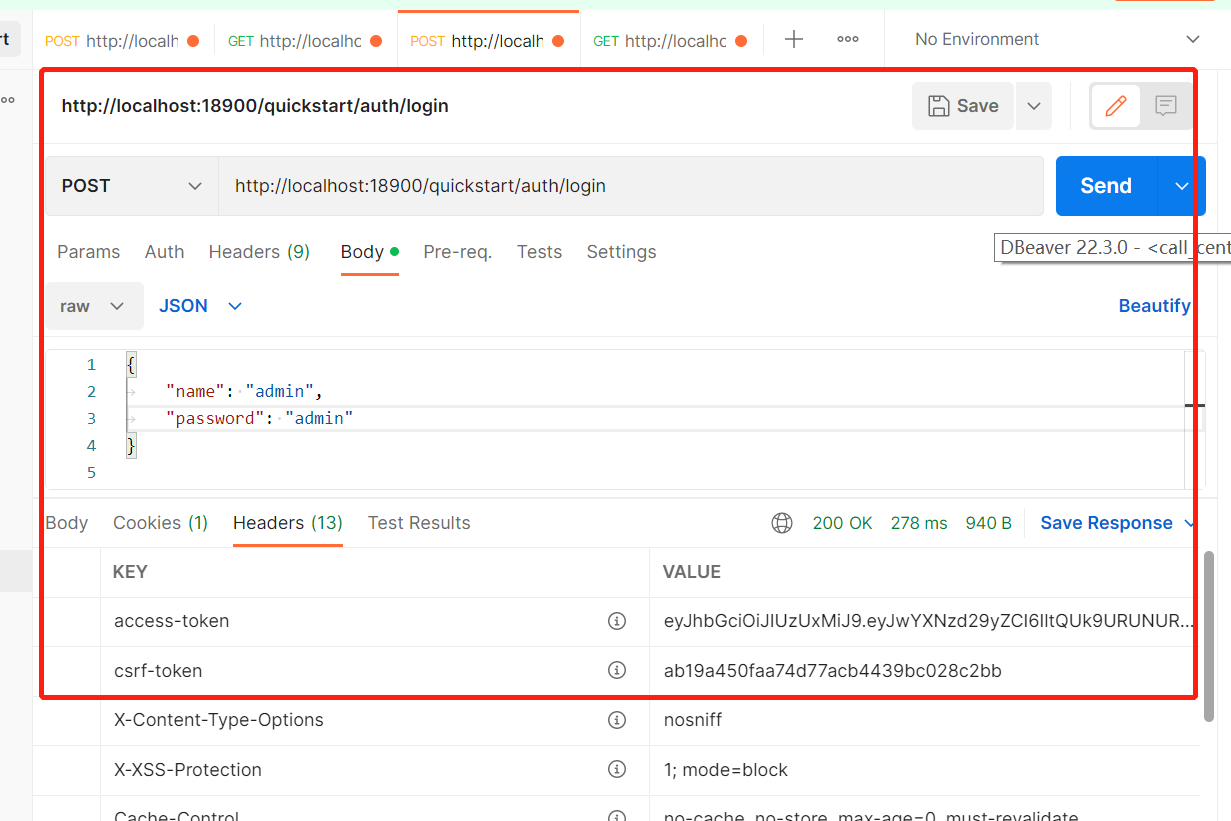 rt
POST http://localh
GET http://localhc
POST http://localh
GET http://localhc
No Environment
http://localhost:18900/quickstart/auth/login
Save
POST
http://localhost:18900/quickstart/auth/login
Send
Params Auth Headers (9) Body Pre-req. Tests Settings
DBeaver 22.3.0 - <call_cent
raw JSON Beautify
1 {
2 "name": "admin",
3 "password": "admin"
4 }
5
Body Cookies (1) Headers (13) Test Results 200 OK 278 ms 940 B Save Response
KEY VALUE
access-token eyJhbGciOiJIUzUxMiJ9.eyJwYXNzd29yZCI6IltQUk9URUNUR...
csrf-token ab19a450faa74d77acb4439bc028c2bb
X-Content-Type-Options nosniff
X-XSS-Protection 1; mode=block
Cache-Control no-cache, no-store, max-age=0, must-revalidate